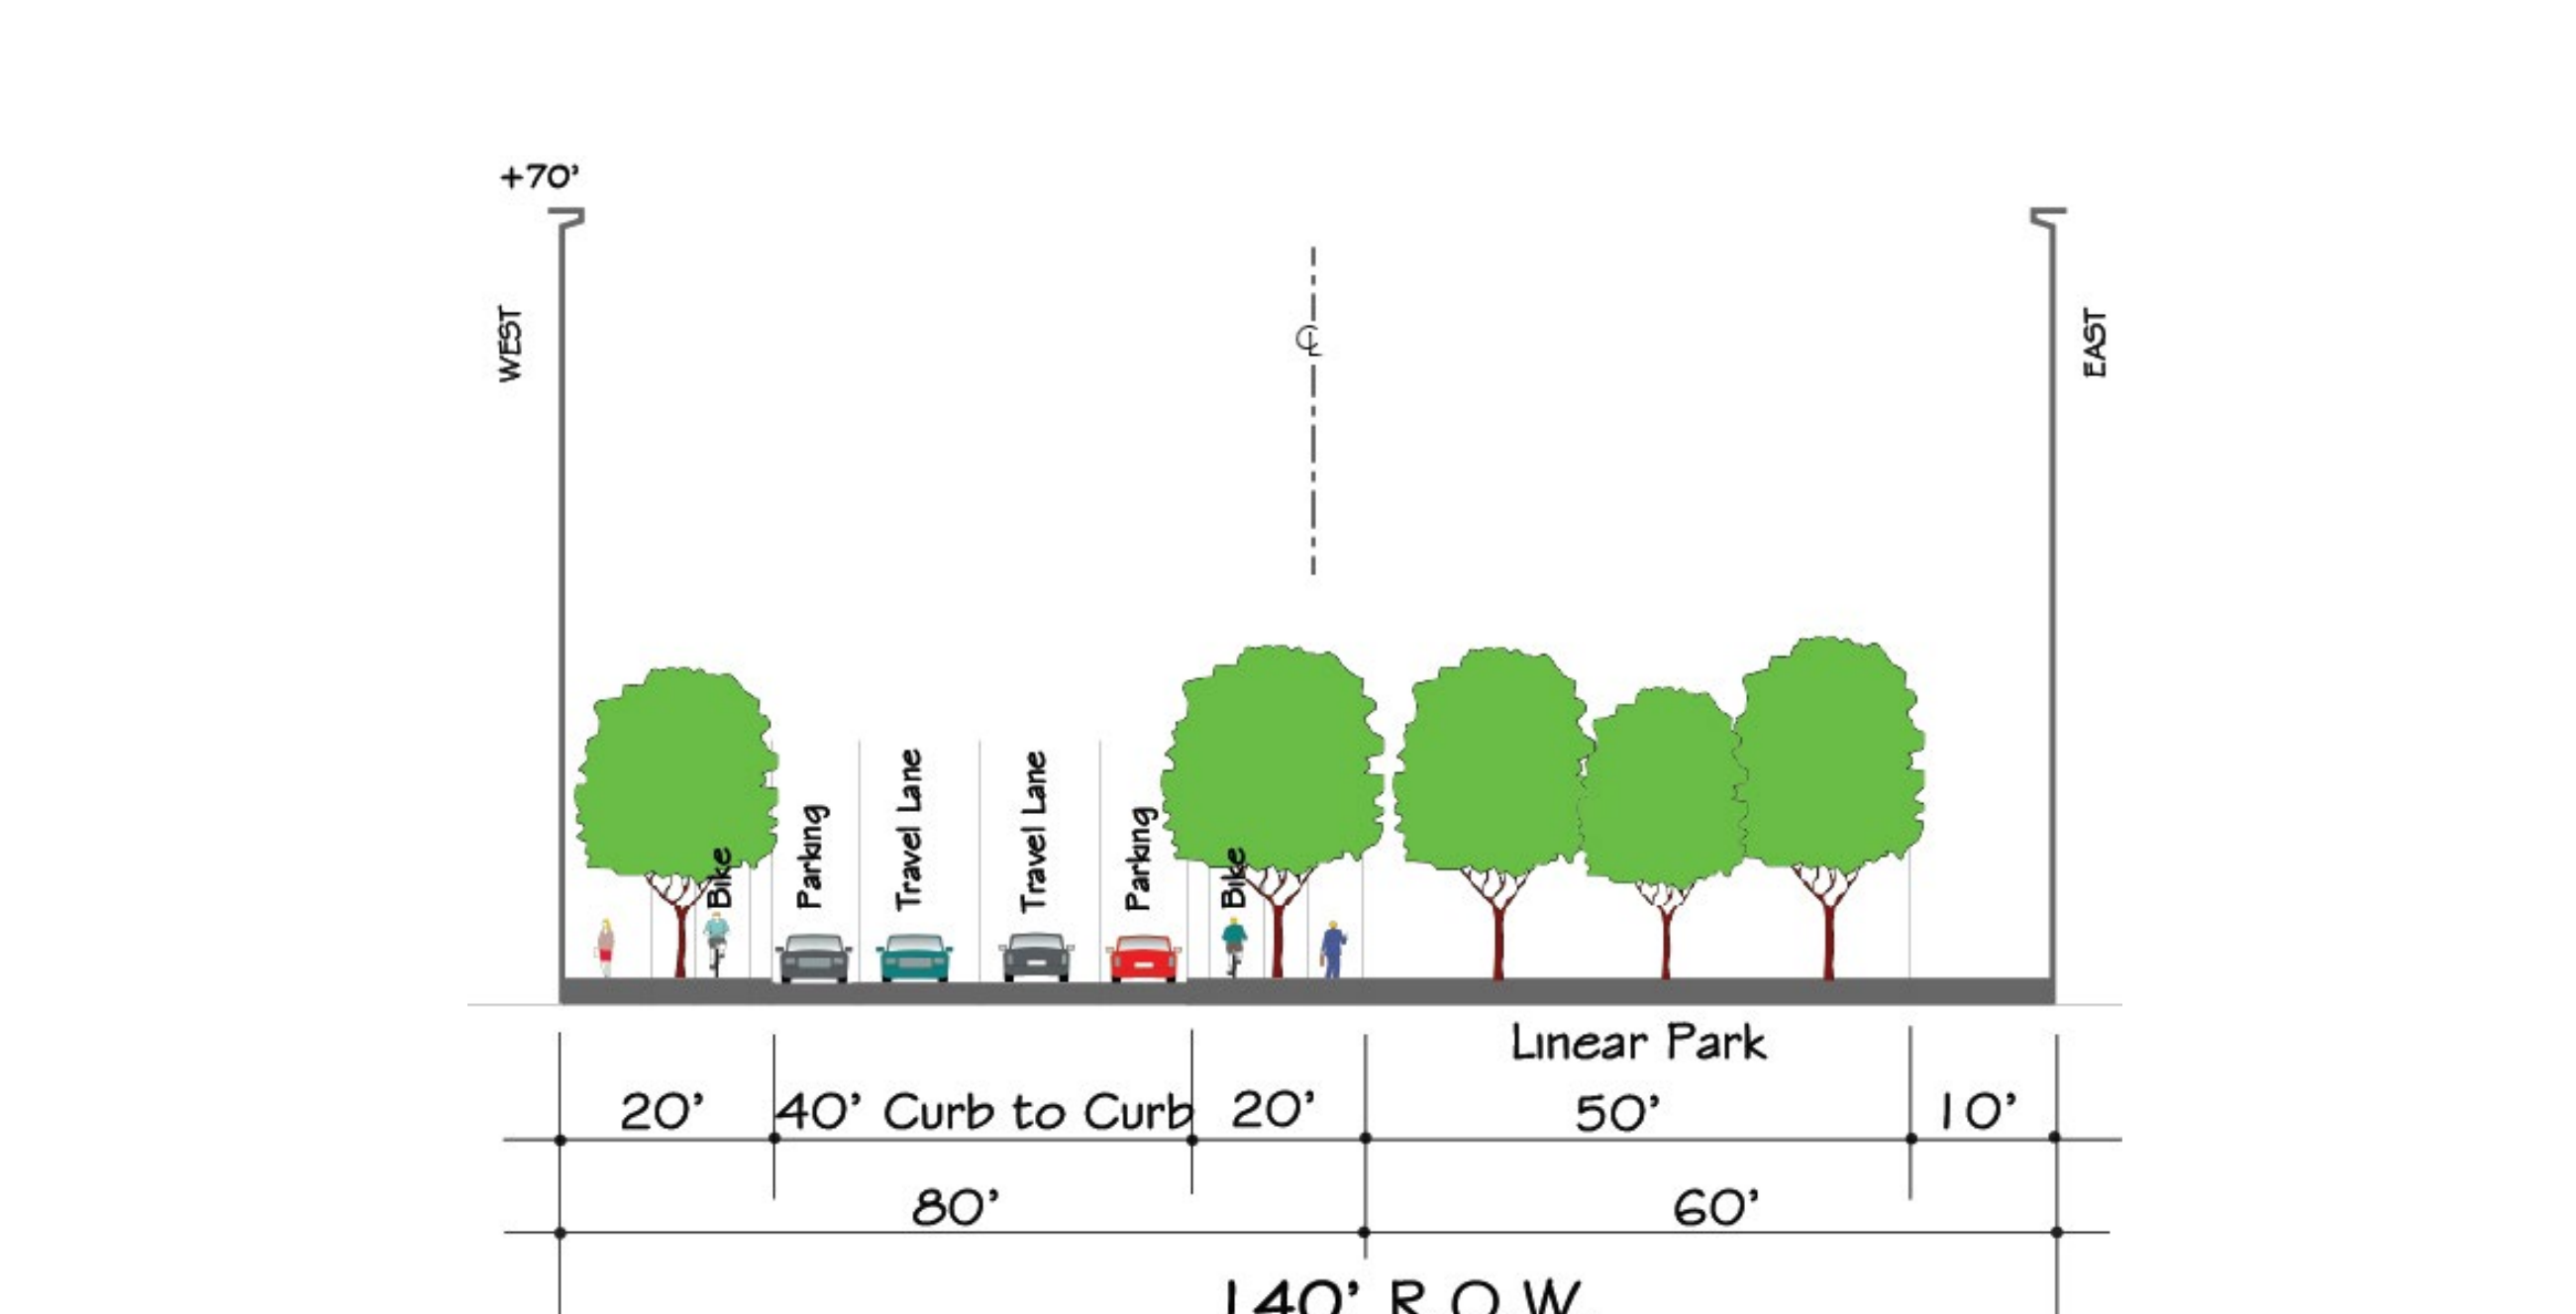 +70'
WEST
EAST
℄
Bike
Parking
Travel Lane
Travel Lane
Parking
Bike
Linear Park
20'
40' Curb to Curb
20'
50'
10'
80'
60'
140' R.O.W.